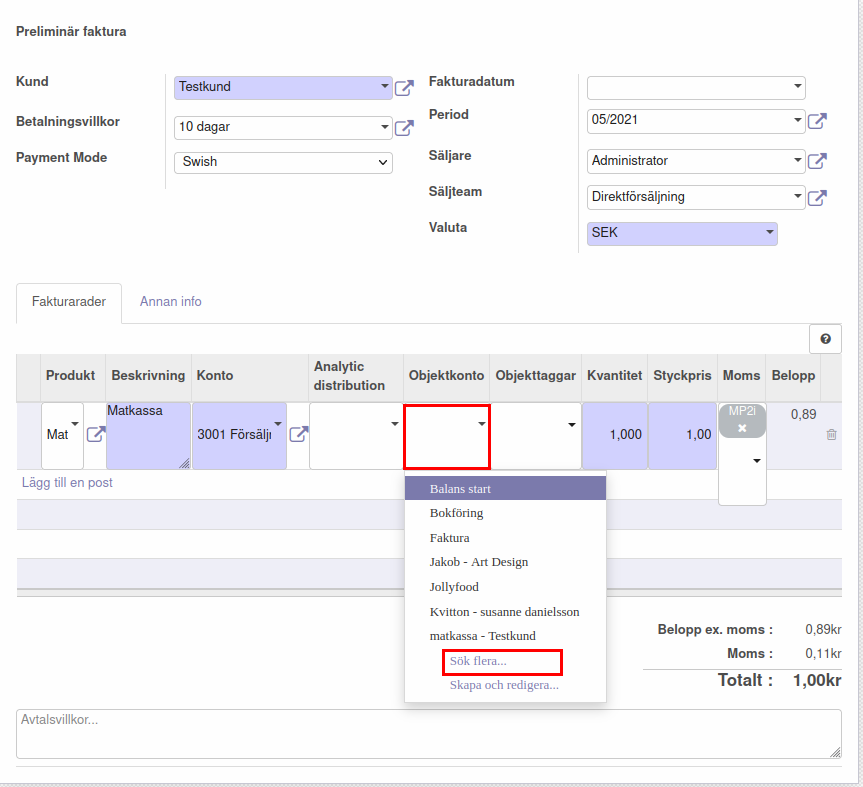 Preliminär faktura
Kund
Testkund
Betalningsvillkor
10 dagar
Payment Mode
Swish
Fakturadatum
Period
05/2021
Säljare
Administrator
Säljteam
Direktförsäljning
Valuta
SEK
Fakturarader
Annan info
?
Produkt
Beskrivning
Konto
Analytic
distribution
Objektkonto
Objekttaggar
Kvantitet
Styckpris
Moms
Belopp
Mat
Matkassa
3001 Försäljı
1,000
1,00
MP2i
0,89
Lägg till en post
Balans start
Bokföring
Faktura
Jakob - Art Design
Jollyfood
Kvitton - susanne danielsson
matkassa - Testkund
Sök flera...
Skapa och redigera...
Belopp ex. moms : 0,89kr
Moms : 0,11kr
Totalt : 1,00kr
Avtalsvillkor...